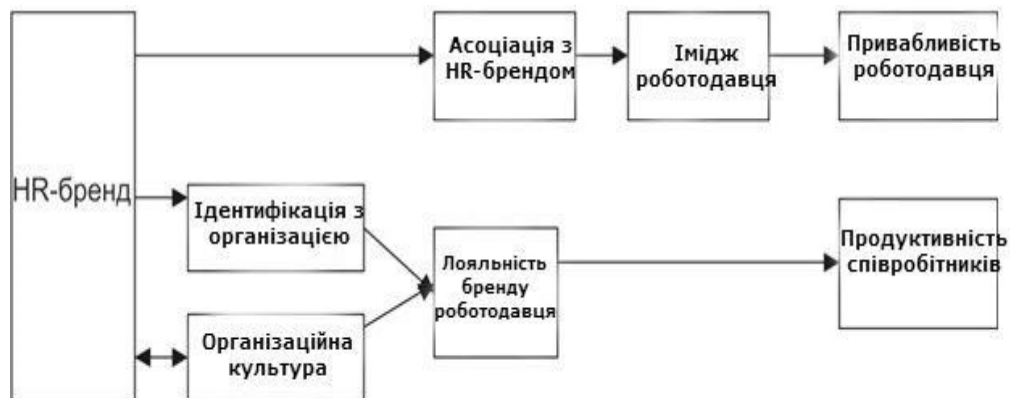 Асоціація з
HR-брендом
Імідж
роботодавця
Привабливість
роботодавця
HR-бренд
Ідентифікація з
організацією
Лояльність
бренду
роботодавця
Продуктивність
співробітників
Організаційна
культура